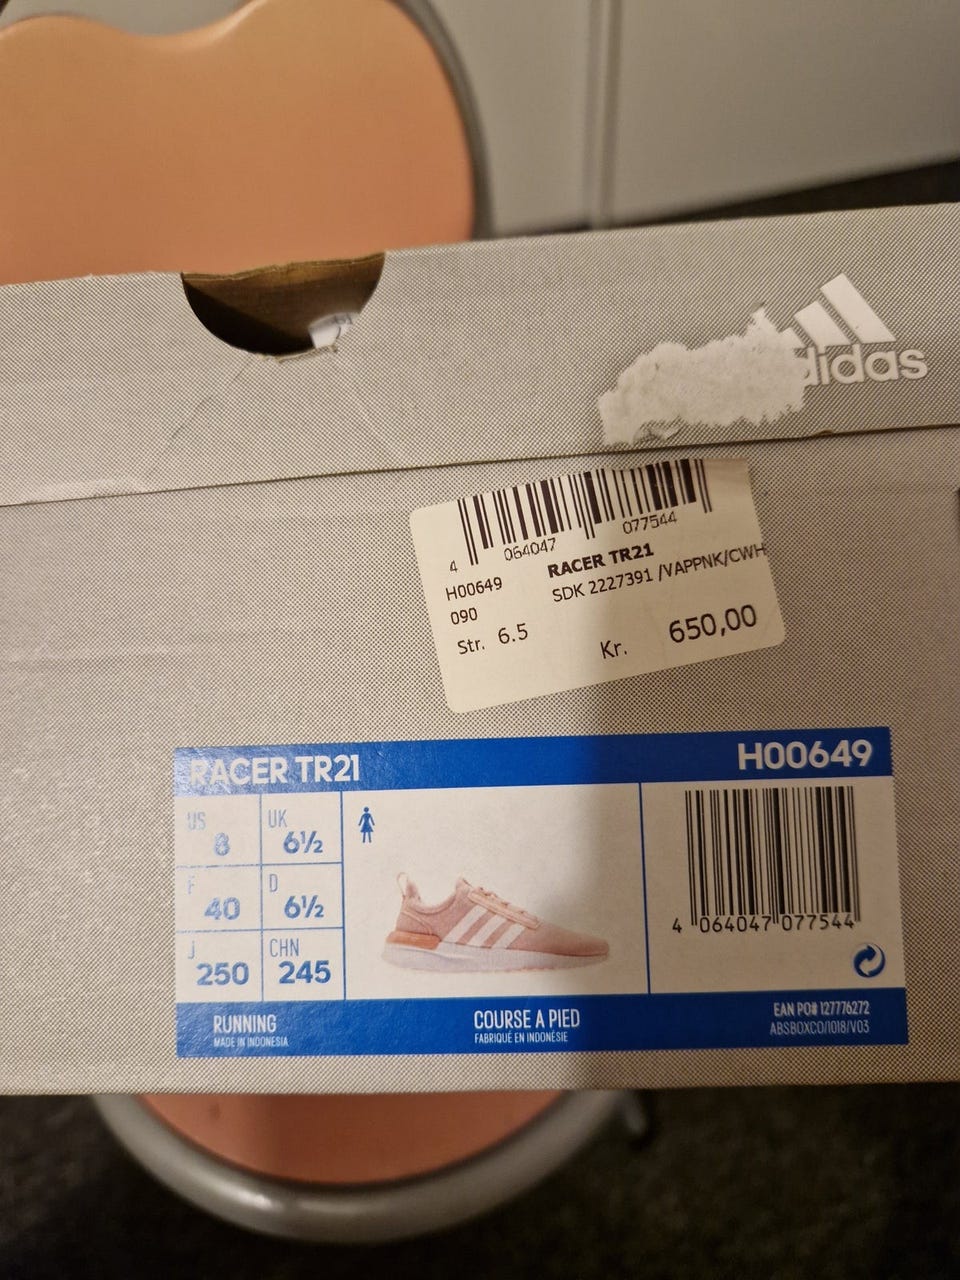 adidas
4 064047 077544
H00649 RACER TR21
090 SDK 2227391 /VAPPNK/CWH
Str. 6.5 Kr. 650,00
RACER TR21 H00649
US 8 UK 6½
F 40 D 6½
J 250 CHN 245
4 064047 077544
RUNNING
MADE IN INDONESIA
COURSE A PIED
FABRIQUÉ EN INDONÉSIE
EAN PO# 127776272
ABSBOXCO/1018/V03